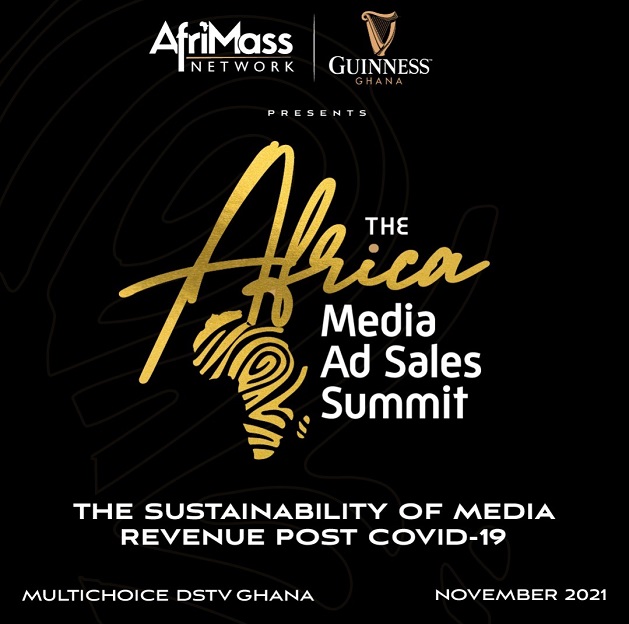 AfriMass
NETWORK
GUINNESS
GHANA
PRESENTS
THE
Africa
Media
Ad Sales
Summit
THE SUSTAINABILITY OF MEDIA
REVENUE POST COVID-19
MULTICHOICE DSTV GHANA
NOVEMBER 2021